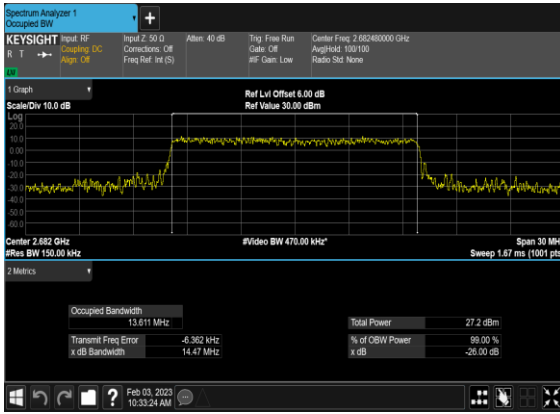 Spectrum Analyzer 1
Occupied BW
+
KEYSIGHT
R T
LXI
Input: RF
Coupling: DC
Align: Off
Input Z: 50 Ω
Corrections: Off
Freq Ref: Int (S)
Atten: 40 dB
Trig: Free Run
Gate: Off
#IF Gain: Low
Center Freq: 2.682480000 GHz
Avg|Hold: 100/100
Radio Std: None
1 Graph
Scale/Div 10.0 dB
Ref Lvl Offset 6.00 dB
Ref Value 30.00 dBm
Log
20.0
10.0
0.00
-10.0
-20.0
-30.0
-40.0
-50.0
-60.0
Center 2.682 GHz
#Res BW 150.00 kHz
#Video BW 470.00 kHz*
Span 30 MH
Sweep 1.67 ms (1001 pts
2 Metrics
Occupied Bandwidth
13.611 MHz
Transmit Freq Error -6.362 kHz
x dB Bandwidth 14.47 MHz
Total Power 27.2 dBm
% of OBW Power 99.00 %
x dB -26.00 dB
?
Feb 03, 2023
10:33:24 AM